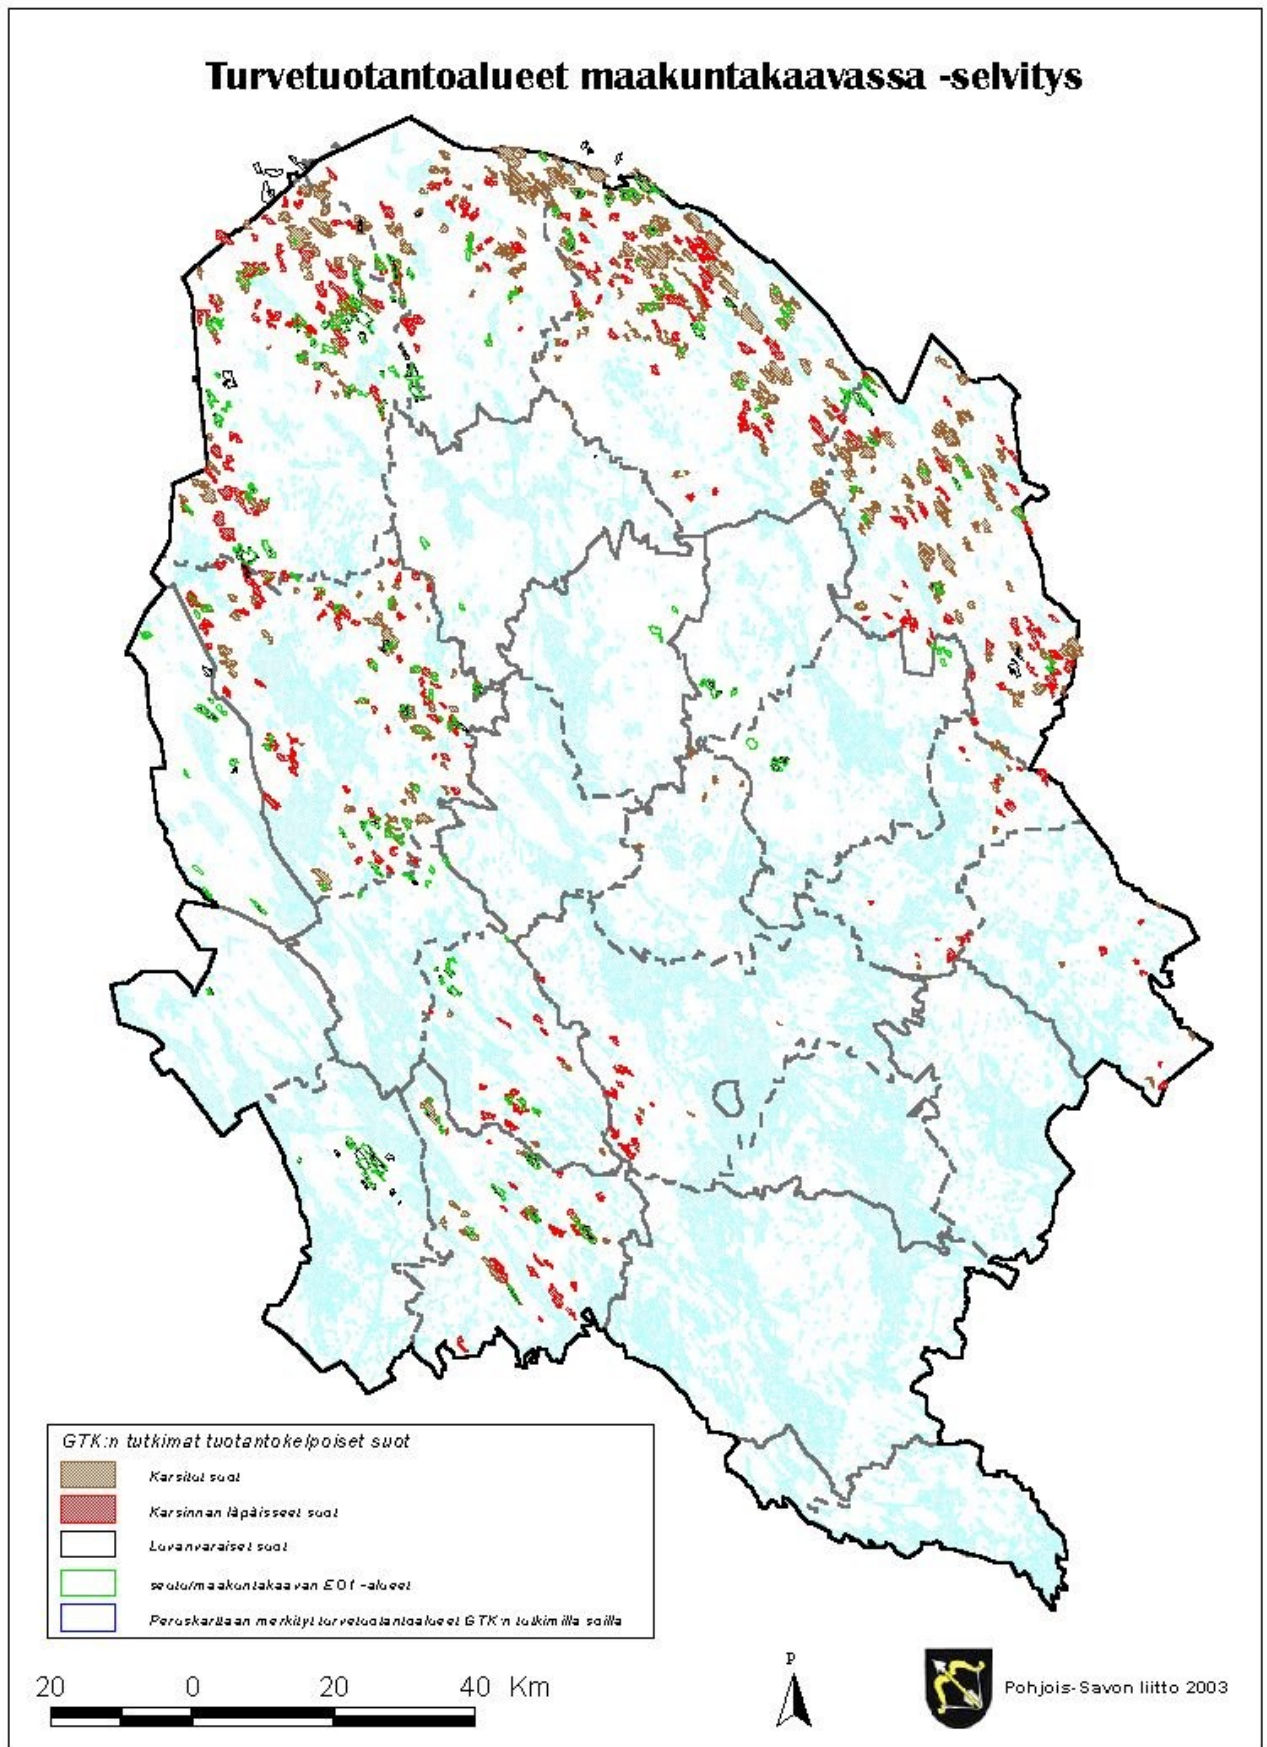 Turvetuotantoalueet maakuntakaavassa -selvitys
GTK:n tutkimat tuotantokelpoiset suot
Karsitut suot
Karsinnan läpäisseet suot
Luvanvaraiset suot
seutu/maakuntakaavan EO1 -alueet
Peruskarttaan merkityt turvetuotantoalueet GTK:n tutkimilla soilla
20 0 20 40 Km
P
Pohjois-Savon liitto 2003